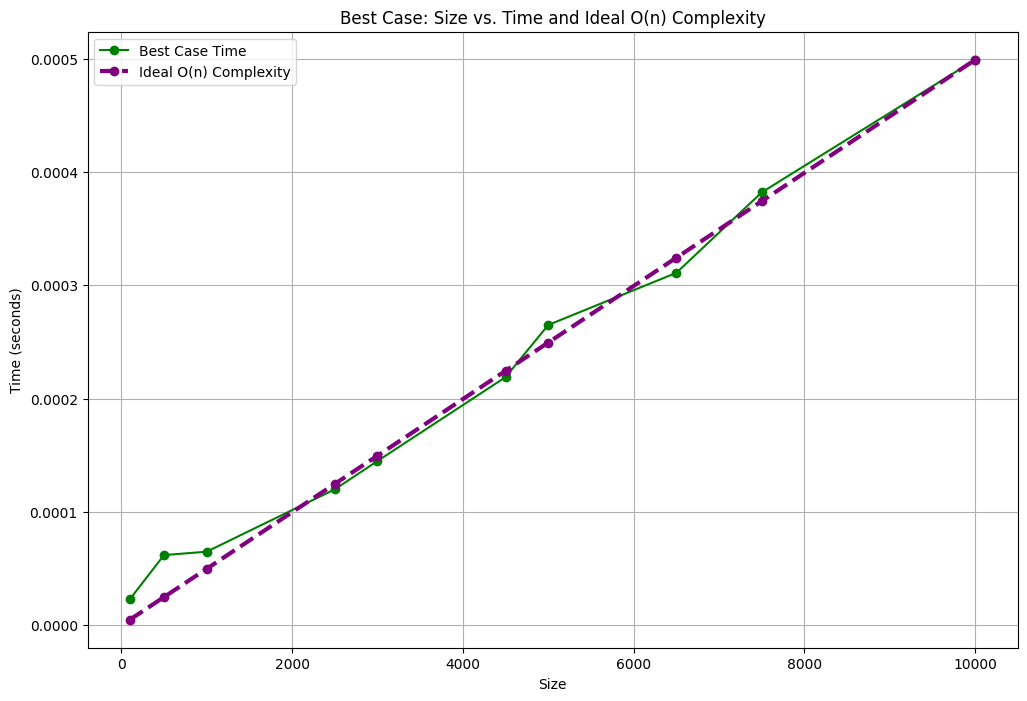 Best Case: Size vs. Time and Ideal O(n) Complexity
Best Case Time
Ideal O(n) Complexity
0.0005
0.0004
0.0003
0.0002
0.0001
0.0000
Time (seconds)
0 2000 4000 6000 8000 10000
Size